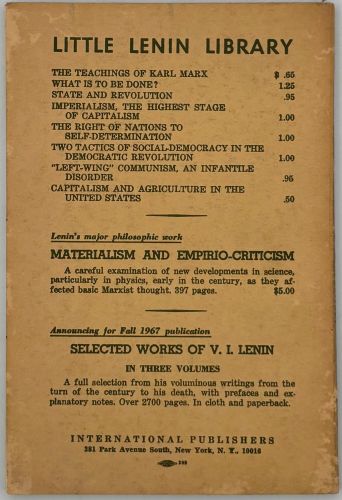 LITTLE LENIN LIBRARY
THE TEACHINGS OF KARL MARX $ .65
WHAT IS TO BE DONE? 1.25
STATE AND REVOLUTION .95
IMPERIALISM, THE HIGHEST STAGE
OF CAPITALISM 1.00
THE RIGHT OF NATIONS TO
SELF-DETERMINATION 1.00
TWO TACTICS OF SOCIAL-DEMOCRACY IN THE
DEMOCRATIC REVOLUTION 1.00
"LEFT-WING" COMMUNISM, AN INFANTILE
DISORDER .95
CAPITALISM AND AGRICULTURE IN THE
UNITED STATES .50
Lenin's major philosophic work
MATERIALISM AND EMPIRIO-CRITICISM
A careful examination of new developments in science,
particularly in physics, early in the century, as they af-
fected basic Marxist thought. 397 pages. $5.00
Announcing for Fall 1967 publication
SELECTED WORKS OF V. I. LENIN
IN THREE VOLUMES
A full selection from his voluminous writings from the
turn of the century to his death, with prefaces and ex-
planatory notes. Over 2700 pages. In cloth and paperback.
INTERNATIONAL PUBLISHERS
381 Park Avenue South, New York, N. Y., 10016